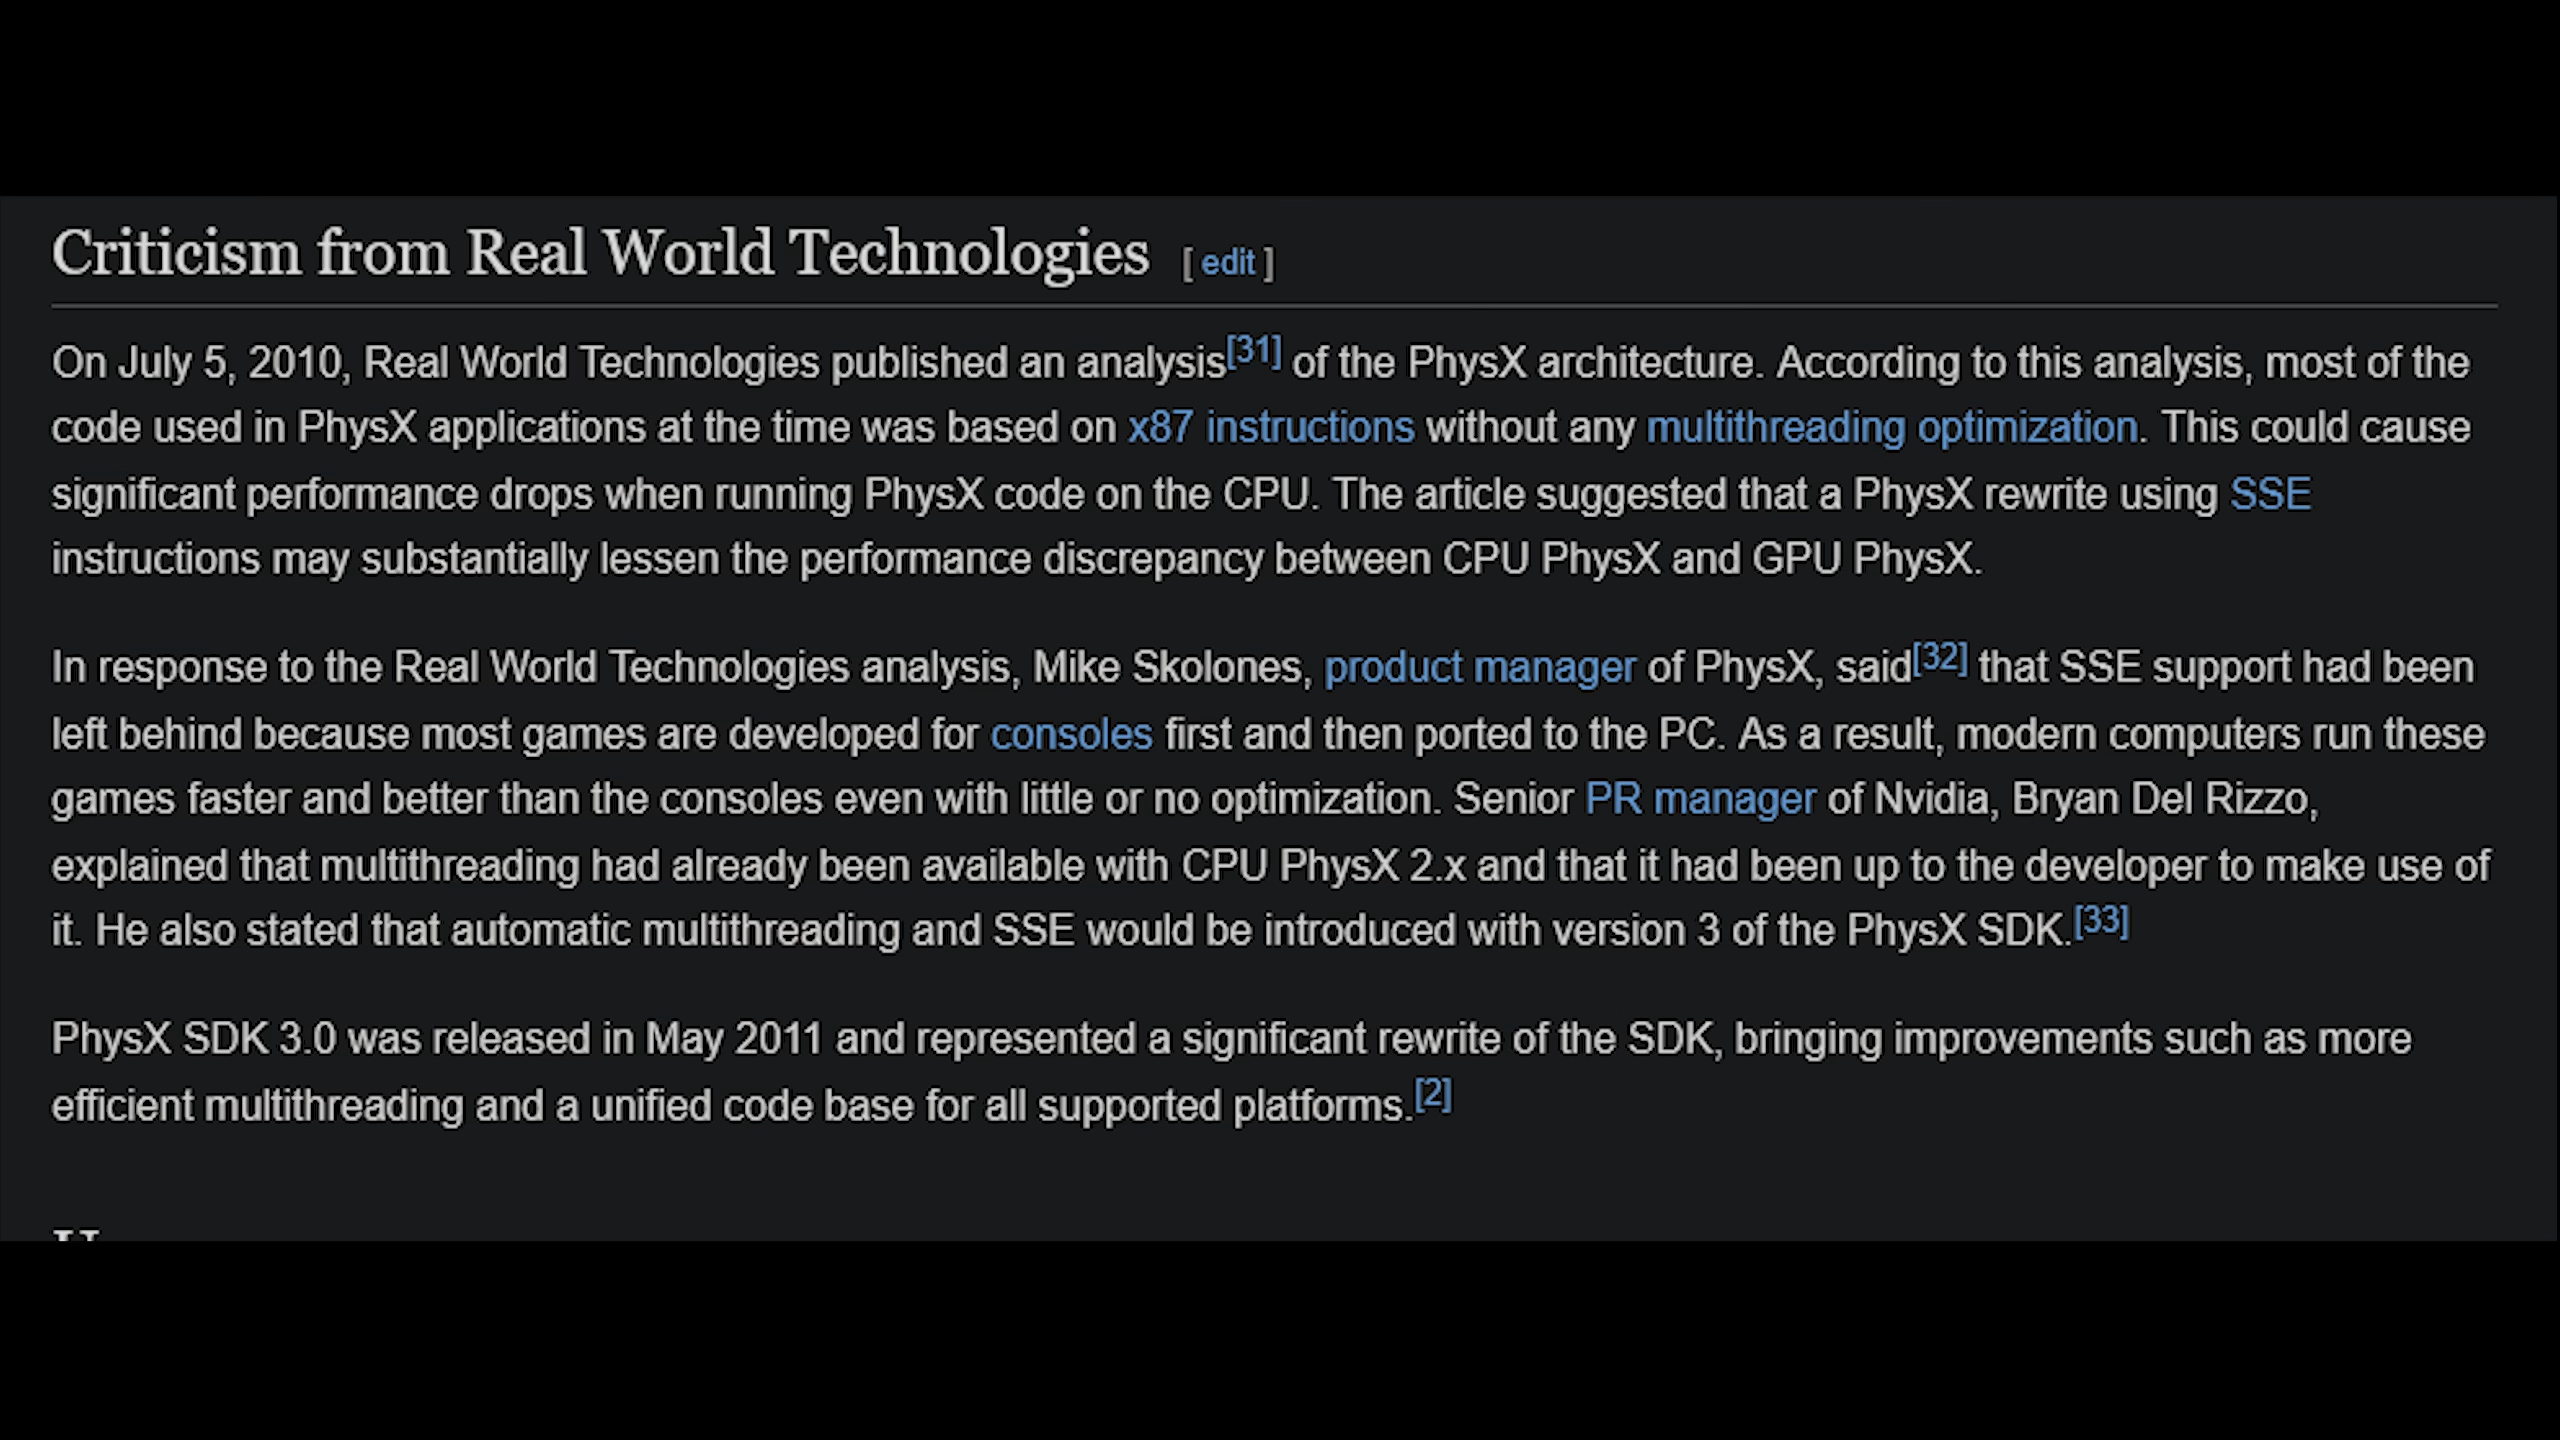 Criticism from Real World Technologies [ edit ]
On July 5, 2010, Real World Technologies published an analysis[31] of the PhysX architecture. According to this analysis, most of the
code used in PhysX applications at the time was based on x87 instructions without any multithreading optimization. This could cause
significant performance drops when running PhysX code on the CPU. The article suggested that a PhysX rewrite using SSE
instructions may substantially lessen the performance discrepancy between CPU PhysX and GPU PhysX.
In response to the Real World Technologies analysis, Mike Skolones, product manager of PhysX, said[32] that SSE support had been
left behind because most games are developed for consoles first and then ported to the PC. As a result, modern computers run these
games faster and better than the consoles even with little or no optimization. Senior PR manager of Nvidia, Bryan Del Rizzo,
explained that multithreading had already been available with CPU PhysX 2.x and that it had been up to the developer to make use of
it. He also stated that automatic multithreading and SSE would be introduced with version 3 of the PhysX SDK.[33]
PhysX SDK 3.0 was released in May 2011 and represented a significant rewrite of the SDK, bringing improvements such as more
efficient multithreading and a unified code base for all supported platforms.[2]